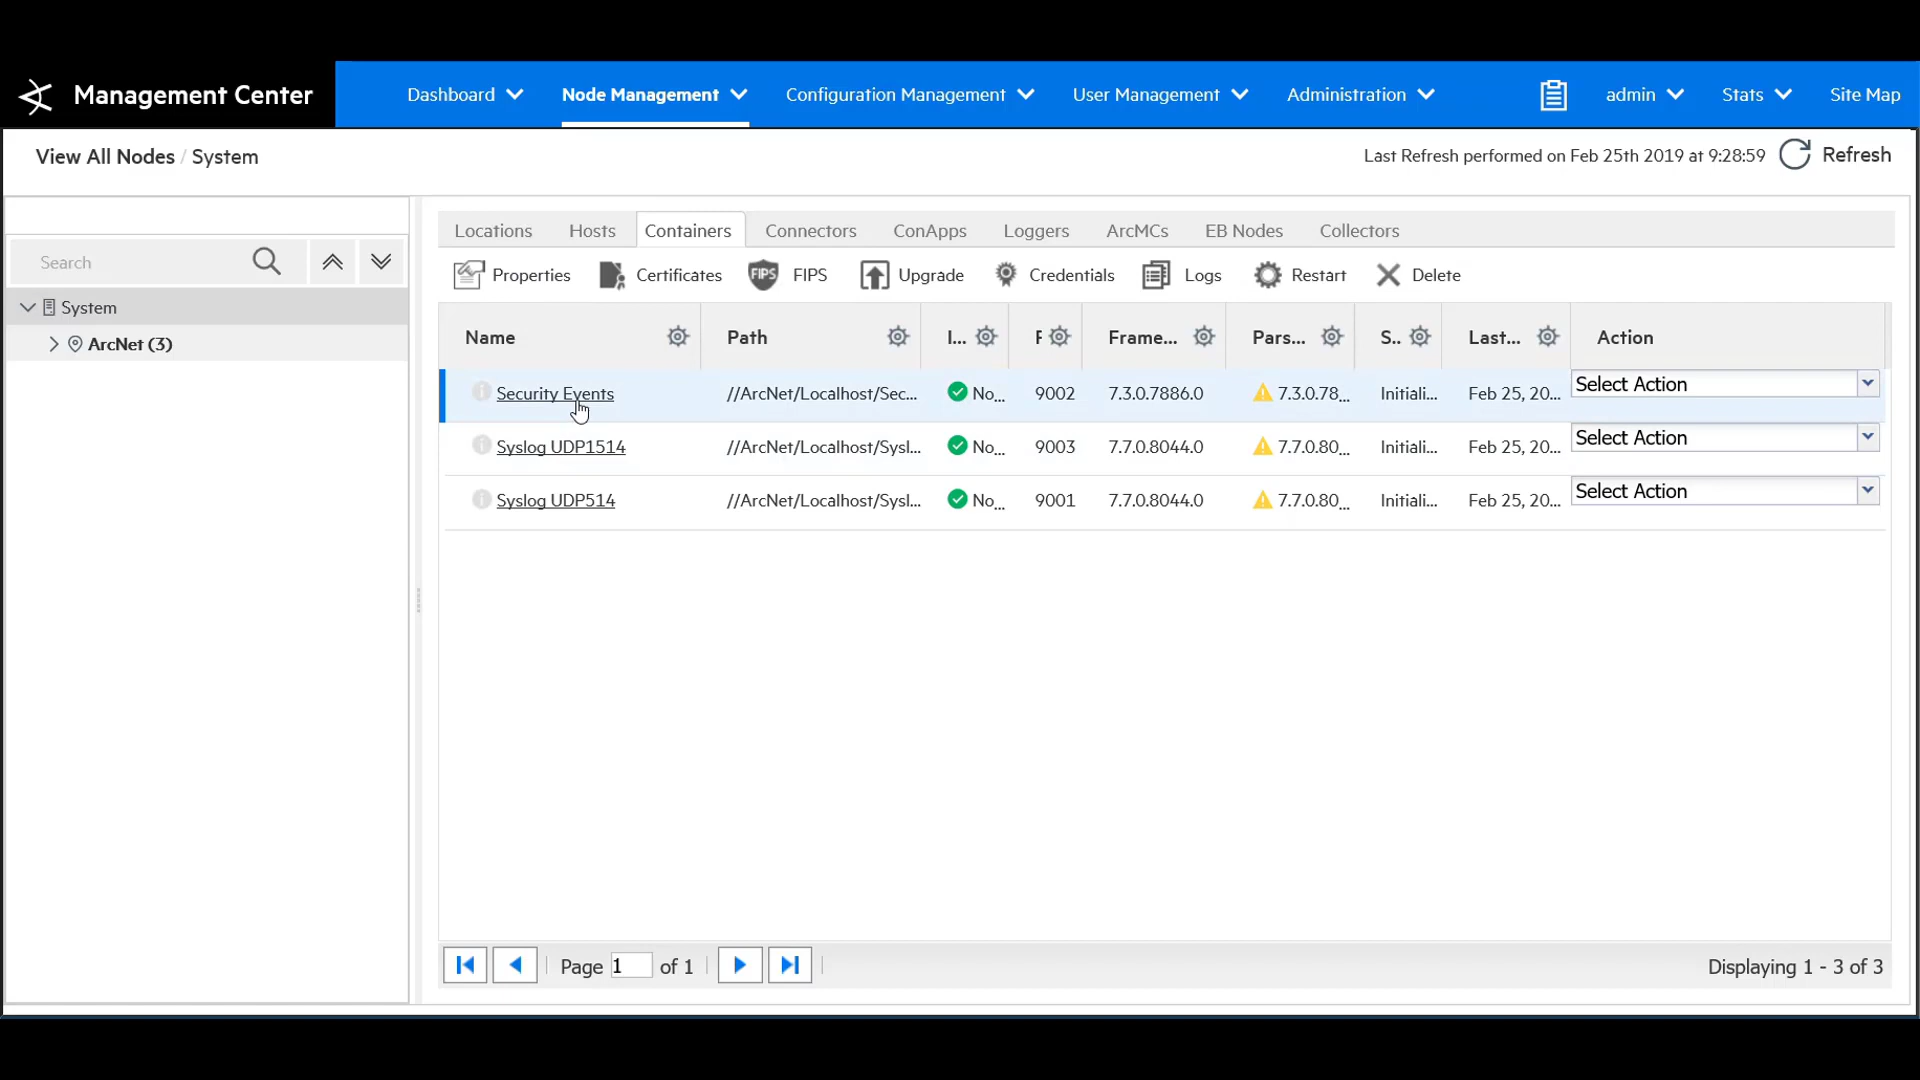 Management Center
Dashboard Node Management Configuration Management User Management Administration admin Stats Site Map
View All Nodes / System
Last Refresh performed on Feb 25th 2019 at 9:28:59 Refresh
Locations Hosts Containers Connectors ConApps Loggers ArcMCs EB Nodes Collectors
Search
Properties Certificates FIPS FIPS Upgrade Credentials Logs Restart Delete
System
ArcNet (3)
Name Path I... F Frame... Pars... S.. Last... Action
Security Events //ArcNet/Localhost/Sec... No... 9002 7.3.0.7886.0 7.3.0.78... Initiali... Feb 25, 20... Select Action
Syslog UDP1514 //ArcNet/Localhost/Sysl... No... 9003 7.7.0.8044.0 7.7.0.80... Initiali... Feb 25, 20... Select Action
Syslog UDP514 //ArcNet/Localhost/Sysl... No... 9001 7.7.0.8044.0 7.7.0.80... Initiali... Feb 25, 20... Select Action
Page 1 of 1
Displaying 1 - 3 of 3